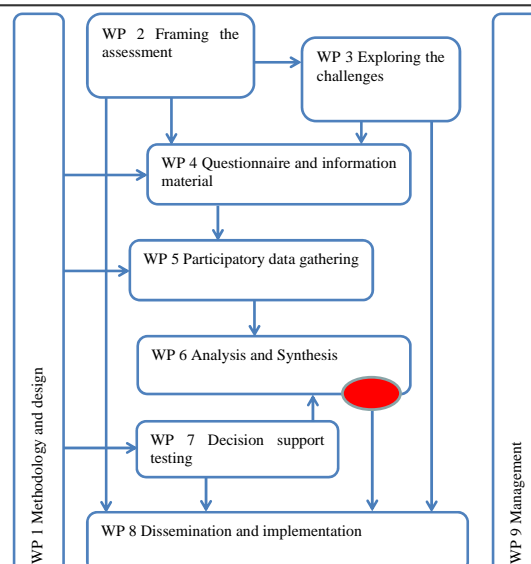 WP 2 Framing the
assessment
WP 3 Exploring the
challenges
WP 4 Questionnaire and information
material
WP 5 Participatory data gathering
WP 6 Analysis and Synthesis
WP 7 Decision support
testing
WP 8 Dissemination and implementation
WP 1 Methodology and design
WP 9 Management